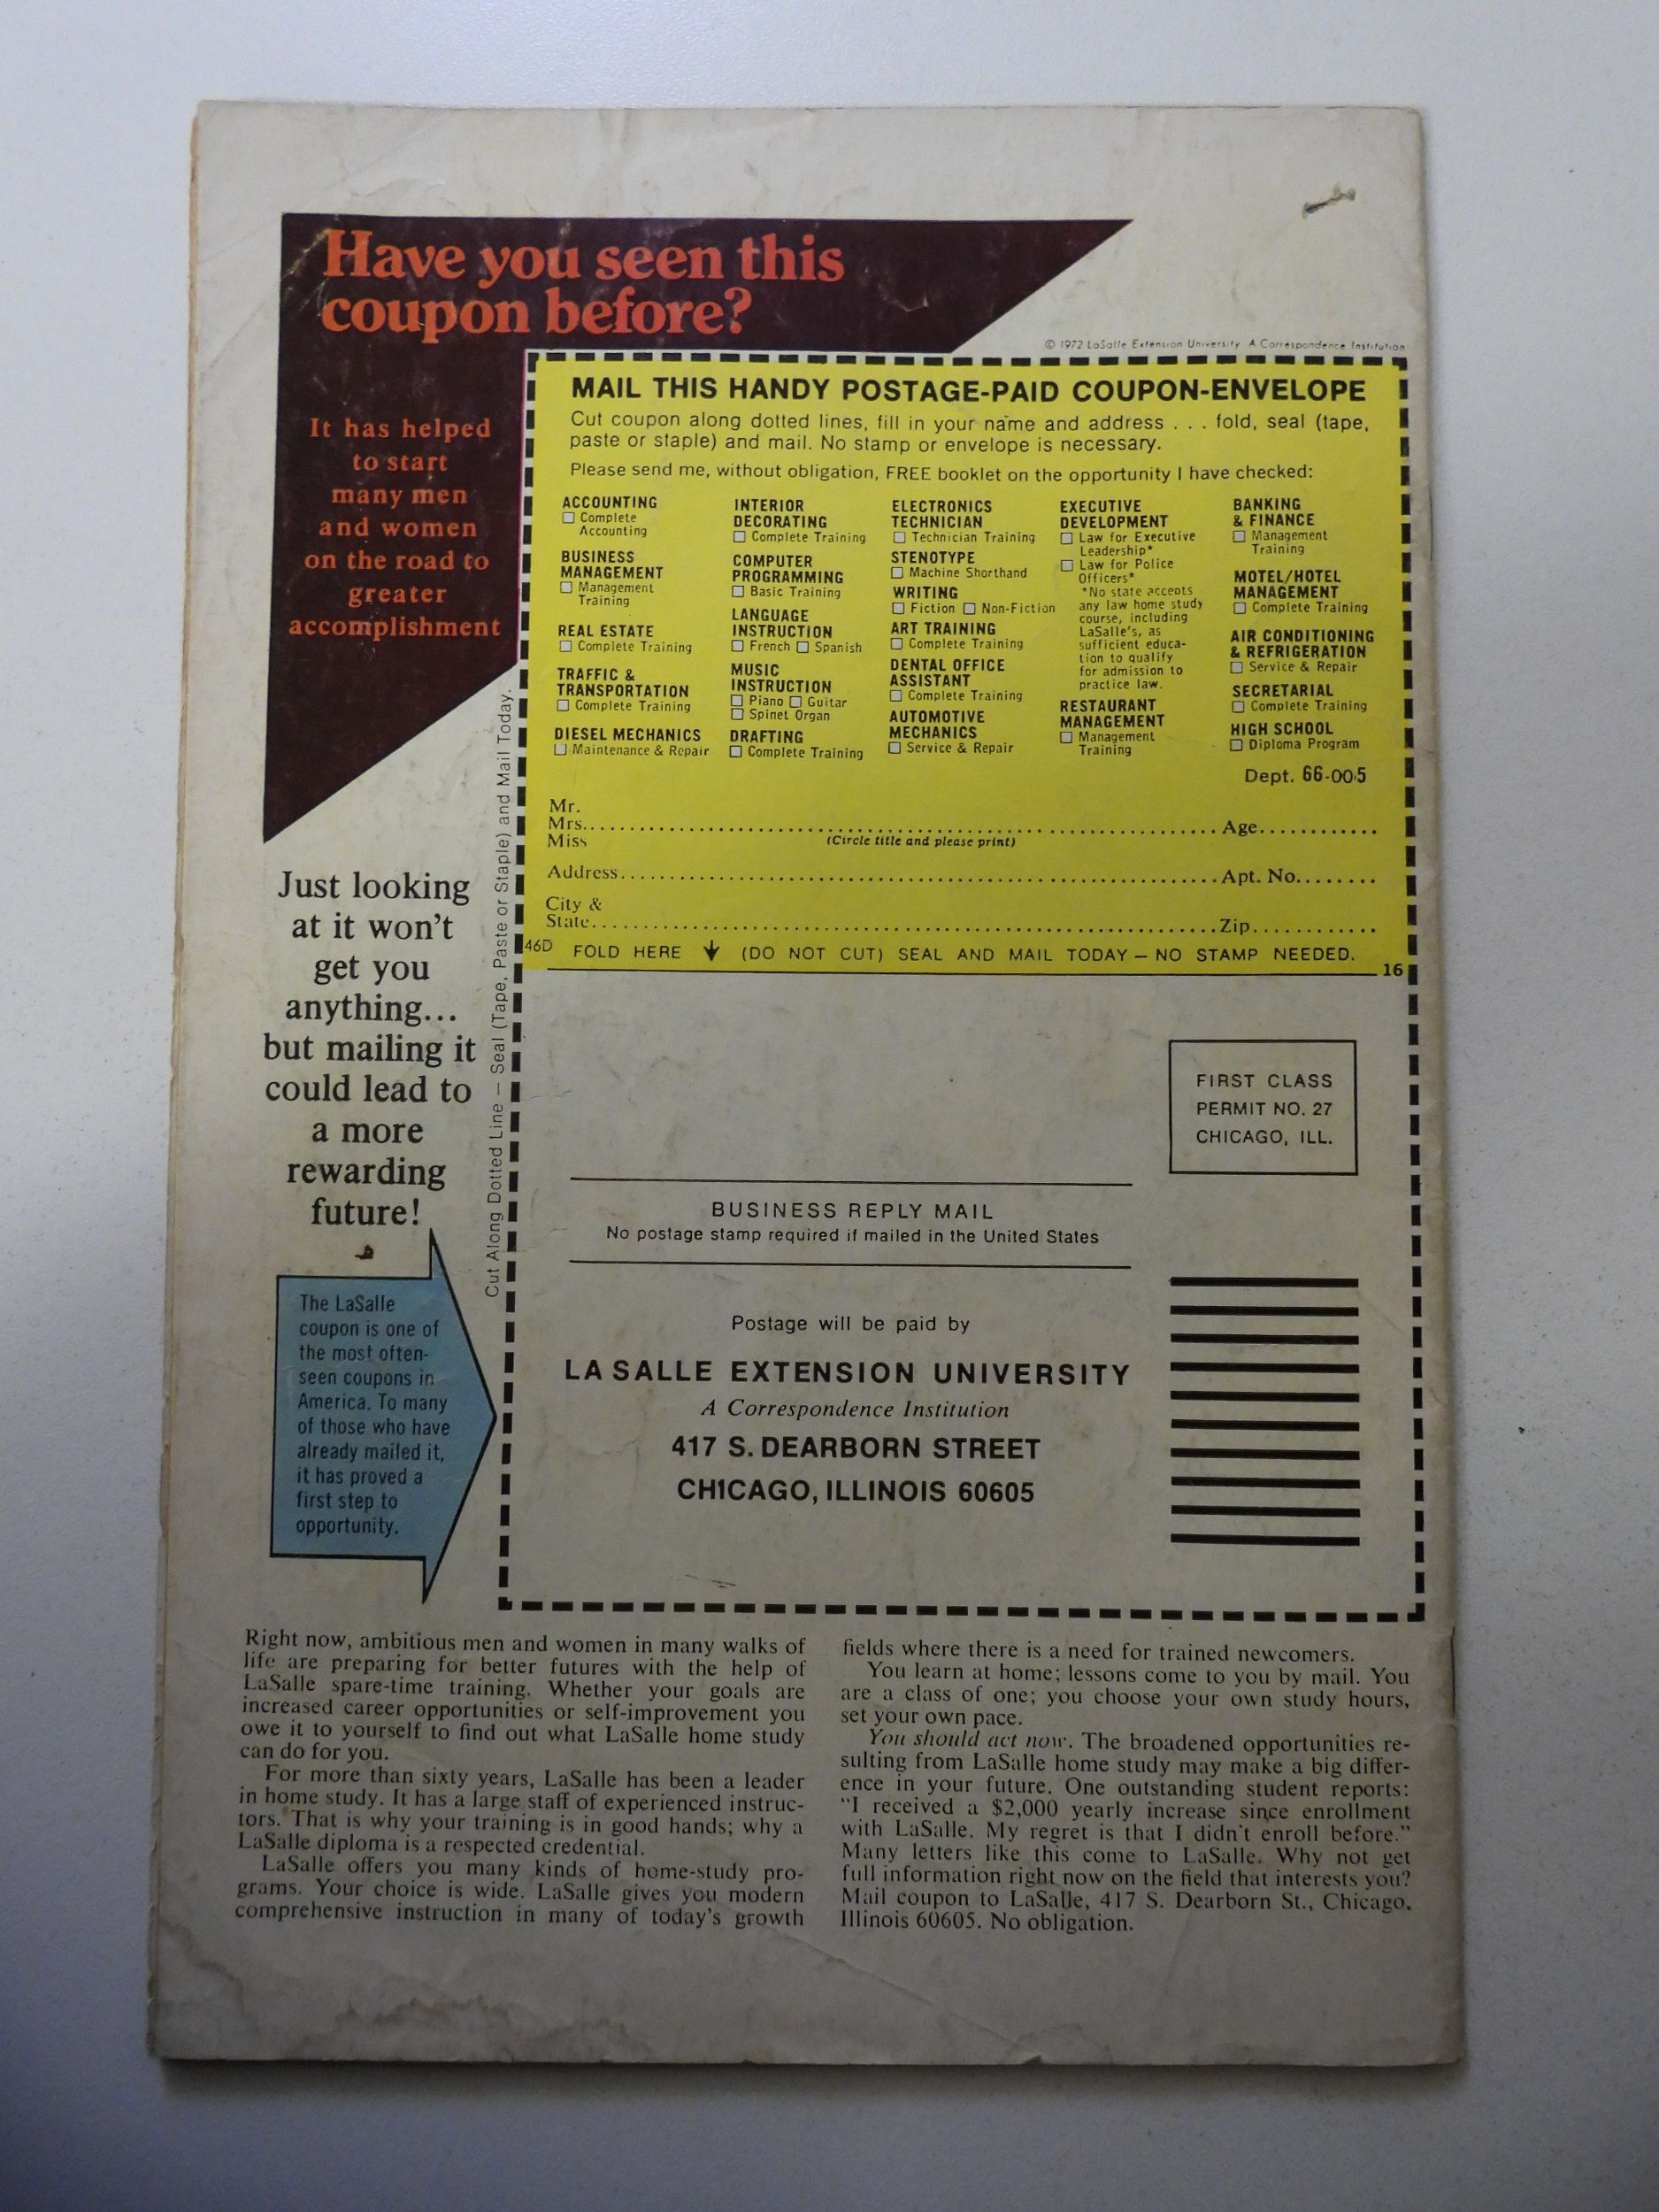 Have you seen this
coupon before?
It has helped
to start
many men
and women
on the road to
greater
accomplishment
© 1972 LaSalle Extension University A Correspondence Institution
MAIL THIS HANDY POSTAGE-PAID COUPON-ENVELOPE
Cut coupon along dotted lines, fill in your name and address . . . fold, seal (tape,
paste or staple) and mail. No stamp or envelope is necessary.
Please send me, without obligation, FREE booklet on the opportunity I have checked:
ACCOUNTING
Complete
Accounting
BUSINESS
MANAGEMENT
Management
Training
REAL ESTATE
Complete Training
TRAFFIC &
TRANSPORTATION
Complete Training
DIESEL MECHANICS
Maintenance & Repair
INTERIOR
DECORATING
Complete Training
COMPUTER
PROGRAMMING
Basic Training
LANGUAGE
INSTRUCTION
French Spanish
MUSIC
INSTRUCTION
Piano Guitar
Spinet Organ
DRAFTING
Complete Training
ELECTRONICS
TECHNICIAN
Technician Training
STENOTYPE
Machine Shorthand
WRITING
Fiction Non-Fiction
ART TRAINING
Complete Training
DENTAL OFFICE
ASSISTANT
Complete Training
AUTOMOTIVE
MECHANICS
Service & Repair
EXECUTIVE
DEVELOPMENT
Law for Executive
Leadership*
Law for Police
Officers*
*No state accepts
any law home study
course, including
LaSalle's, as
sufficient educa-
tion to qualify
for admission to
practice law.
RESTAURANT
MANAGEMENT
Management
Training
BANKING
& FINANCE
Management
Training
MOTEL/HOTEL
MANAGEMENT
Complete Training
AIR CONDITIONING
& REFRIGERATION
Service & Repair
SECRETARIAL
Complete Training
HIGH SCHOOL
Diploma Program
Dept. 66-005
Mr.
Mrs. Age
Miss (Circle title and please print)
Address Apt. No.
City &
State Zip
46D FOLD HERE ↓ (DO NOT CUT) SEAL AND MAIL TODAY — NO STAMP NEEDED.
16
Cut Along Dotted Line — Seal (Tape, Paste or Staple) and Mail Today.
Just looking
at it won't
get you
anything...
but mailing it
could lead to
a more
rewarding
future!
The LaSalle
coupon is one of
the most often-
seen coupons in
America. To many
of those who have
already mailed it,
it has proved a
first step to
opportunity.
FIRST CLASS
PERMIT NO. 27
CHICAGO, ILL.
BUSINESS REPLY MAIL
No postage stamp required if mailed in the United States
Postage will be paid by
LA SALLE EXTENSION UNIVERSITY
A Correspondence Institution
417 S. DEARBORN STREET
CHICAGO, ILLINOIS 60605
Right now, ambitious men and women in many walks of
life are preparing for better futures with the help of
LaSalle spare-time training. Whether your goals are
increased career opportunities or self-improvement you
owe it to yourself to find out what LaSalle home study
can do for you.
For more than sixty years, LaSalle has been a leader
in home study. It has a large staff of experienced instruc-
tors. That is why your training is in good hands; why a
LaSalle diploma is a respected credential.
LaSalle offers you many kinds of home-study pro-
grams. Your choice is wide. LaSalle gives you modern
comprehensive instruction in many of today's growth
fields where there is a need for trained newcomers.
You learn at home; lessons come to you by mail. You
are a class of one; you choose your own study hours,
set your own pace.
You should act now. The broadened opportunities re-
sulting from LaSalle home study may make a big differ-
ence in your future. One outstanding student reports:
"I received a $2,000 yearly increase since enrollment
with LaSalle. My regret is that I didn't enroll before."
Many letters like this come to LaSalle. Why not get
full information right now on the field that interests you?
Mail coupon to LaSalle, 417 S. Dearborn St., Chicago,
Illinois 60605. No obligation.